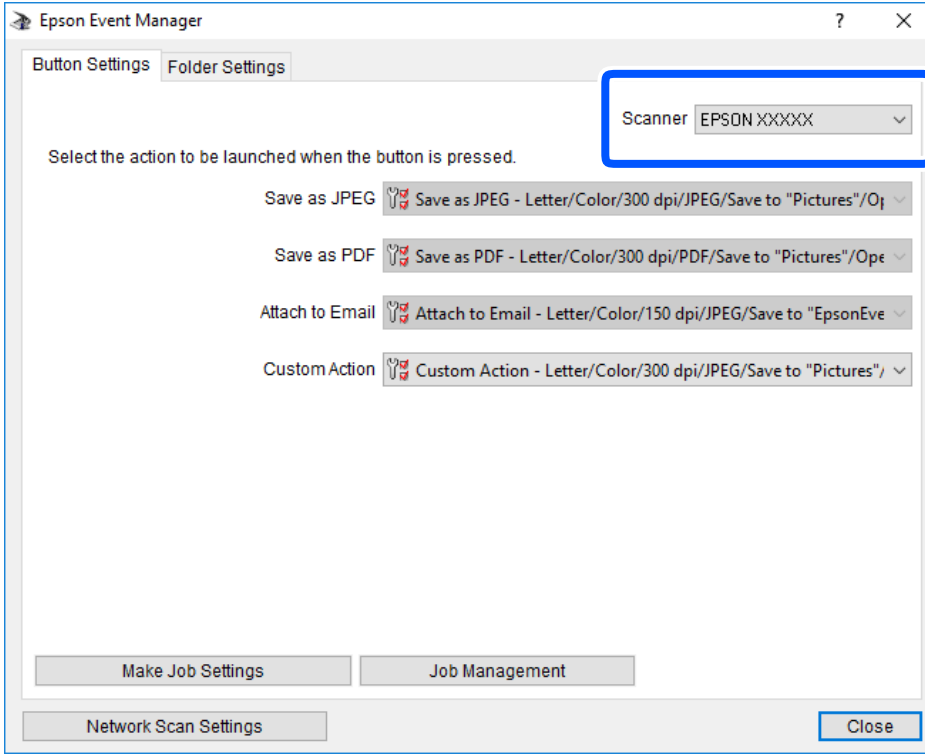 Epson Event Manager
?
Button Settings
Folder Settings
Scanner EPSON XXXXX
Select the action to be launched when the button is pressed.
Save as JPEG Save as JPEG - Letter/Color/300 dpi/JPEG/Save to "Pictures"/Op
Save as PDF Save as PDF - Letter/Color/300 dpi/PDF/Save to "Pictures"/Ope
Attach to Email Attach to Email - Letter/Color/150 dpi/JPEG/Save to "EpsonEve
Custom Action Custom Action - Letter/Color/300 dpi/JPEG/Save to "Pictures"/
Make Job Settings Job Management
Network Scan Settings Close